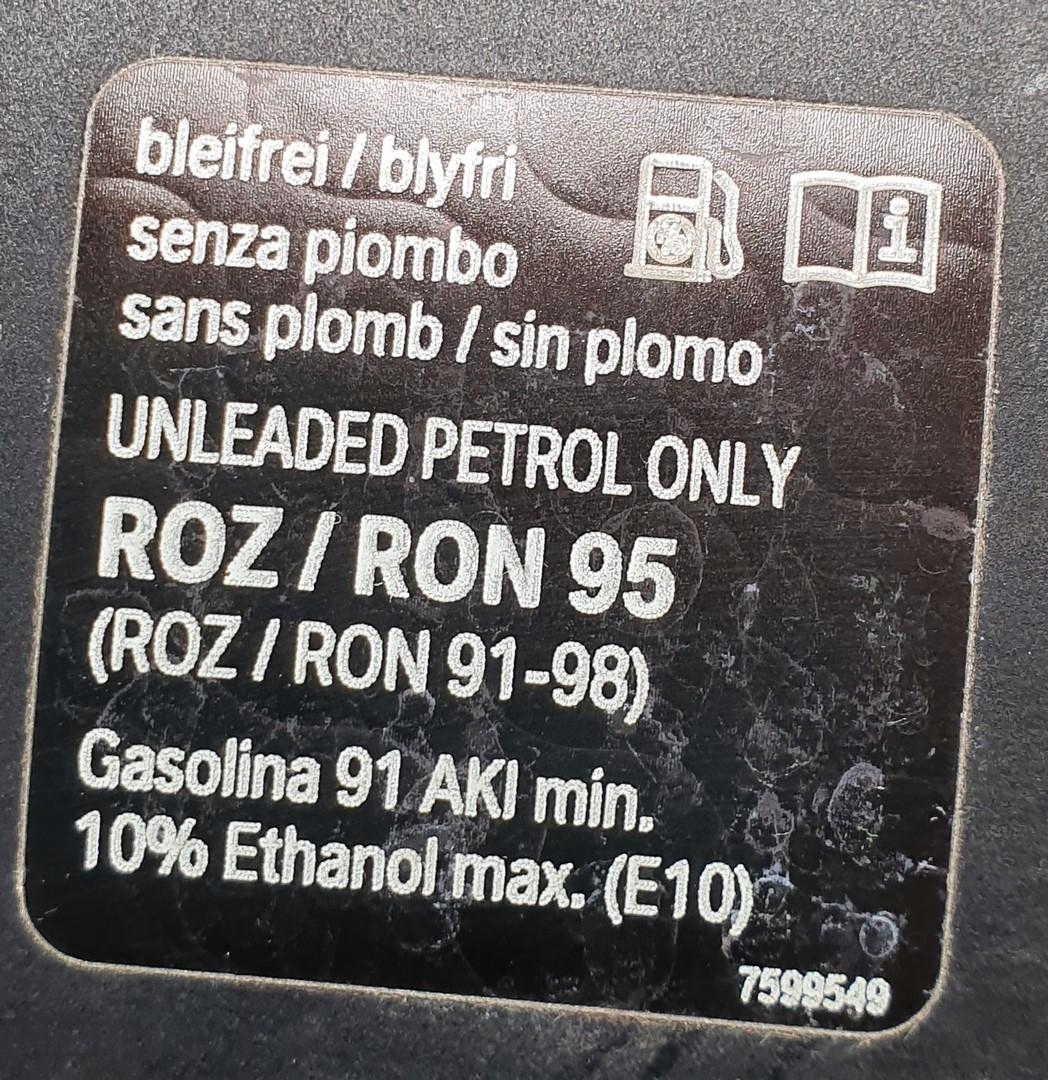 bleifrei / blyfri
senza piombo
sans plomb / sin plomo
UNLEADED PETROL ONLY
ROZ / RON 95
(ROZ / RON 91-98)
Gasolina 91 AKI min.
10% Ethanol max. (E10)
7599549